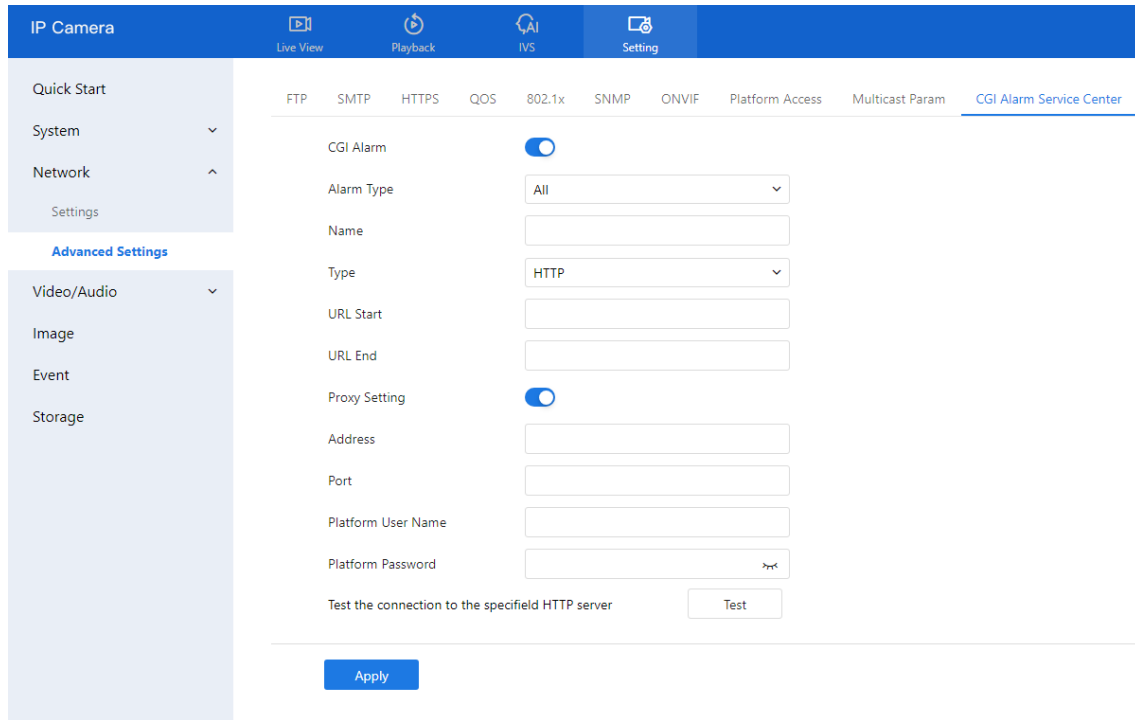 IP Camera
Live View
Playback
AI
IVS
Setting
Quick Start
System
Network
Settings
Advanced Settings
Video/Audio
Image
Event
Storage
FTP SMTP HTTPS QOS 802.1x SNMP ONVIF Platform Access Multicast Param CGI Alarm Service Center
CGI Alarm
Alarm Type All
Name
Type HTTP
URL Start
URL End
Proxy Setting
Address
Port
Platform User Name
Platform Password
Test the connection to the specifield HTTP server Test
Apply